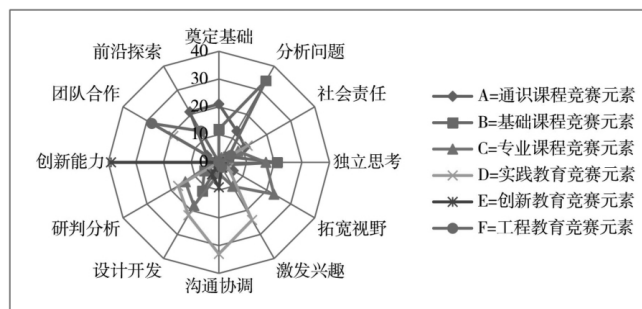 奠定基础
分析问题
社会责任
独立思考
拓宽视野
激发兴趣
沟通协调
设计开发
研判分析
创新能力
团队合作
前沿探索
40
30
20
10
0
A=通识课程竞赛元素
B=基础课程竞赛元素
C=专业课程竞赛元素
D=实践教育竞赛元素
E=创新教育竞赛元素
F=工程教育竞赛元素